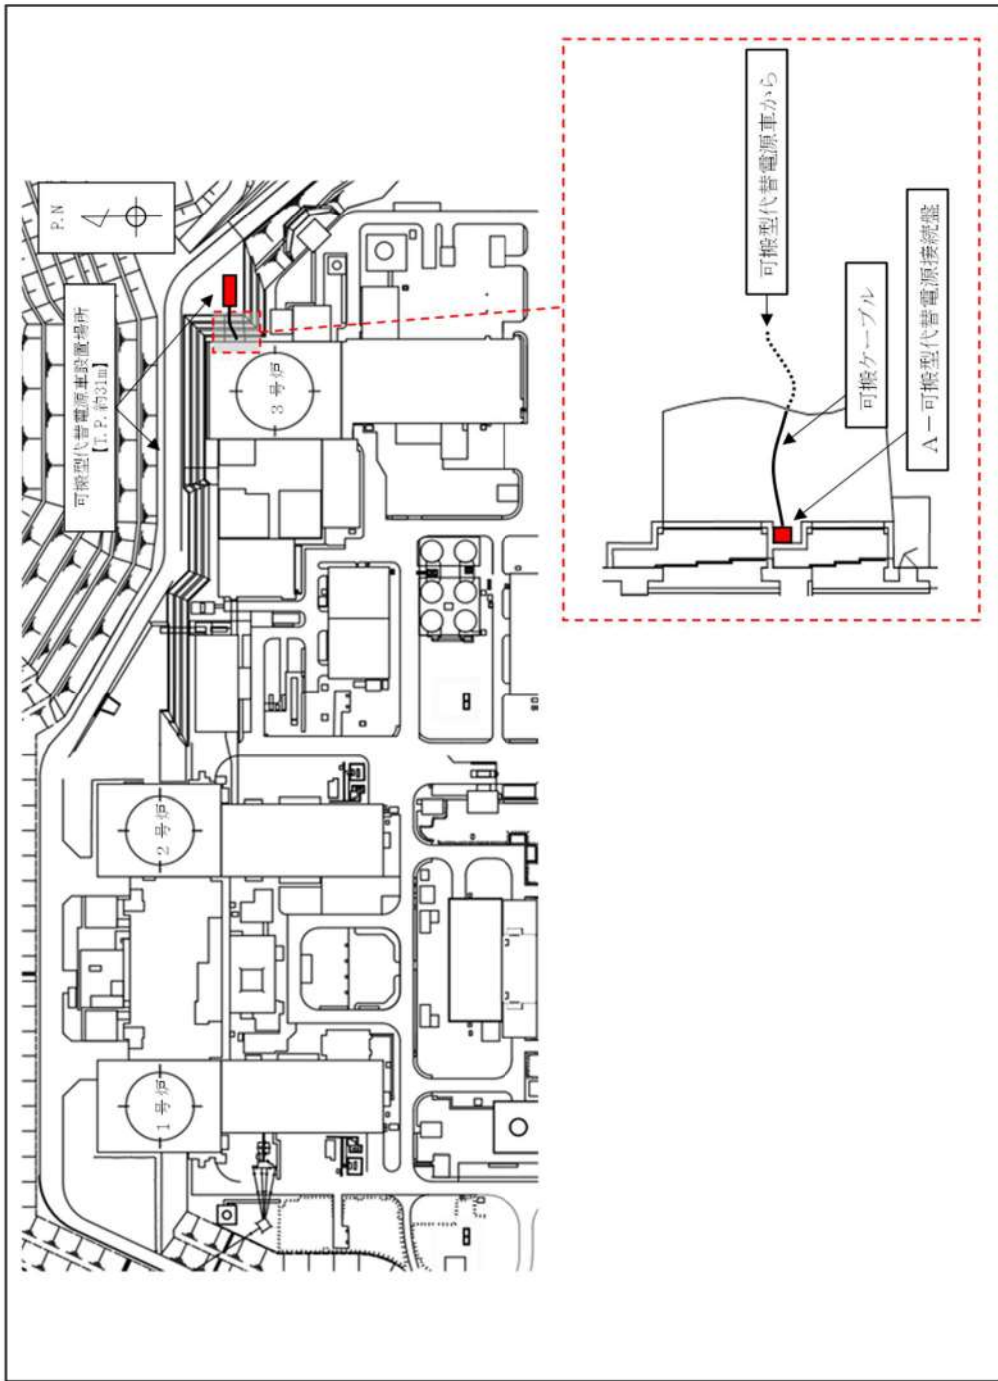 P.N
可搬型代替電源車設置場所
【T.P.約31m】
3号炉
2号炉
1号炉
可搬型代替電源車から
可搬ケーブル
A－可搬型代替電源接続盤